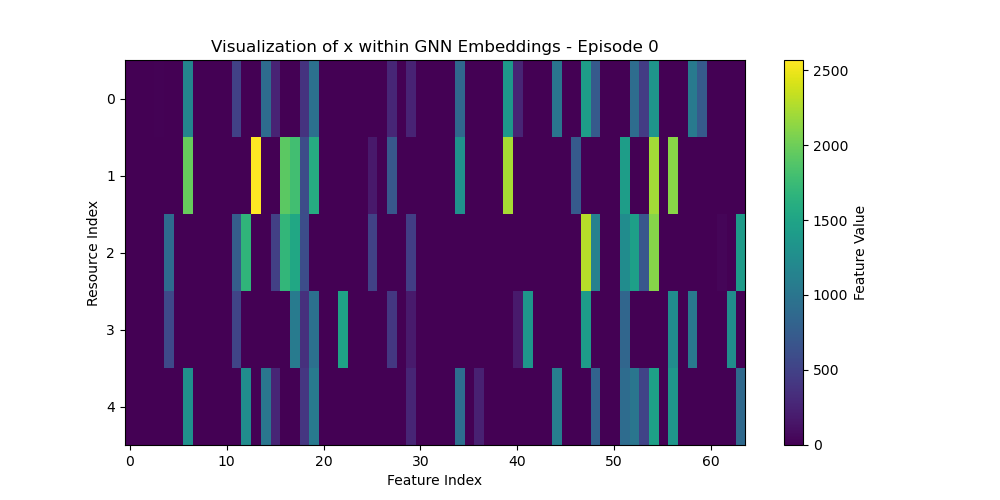 Visualization of x within GNN Embeddings - Episode 0
Resource Index
0
1
2
3
4
0 10 20 30 40 50 60
Feature Index
2500
2000
1500
1000
500
0
Feature Value